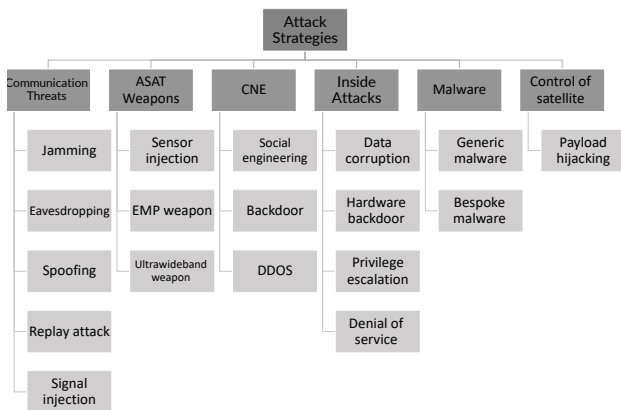 Attack
Strategies
Communication
Threats
ASAT
Weapons
CNE
Inside
Attacks
Malware
Control of
satellite
Jamming
Eavesdropping
Spoofing
Replay attack
Signal
injection
Sensor
injection
EMP weapon
Ultrawideband
weapon
Social
engineering
Backdoor
DDOS
Data
corruption
Hardware
backdoor
Privilege
escalation
Denial of
service
Generic
malware
Bespoke
malware
Payload
hijacking